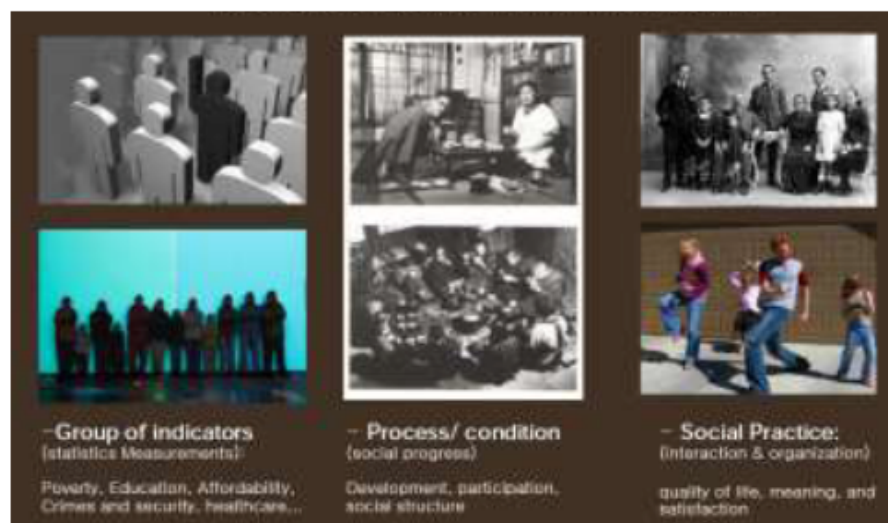 -Group of indicators
(statistics Measurements):
Poverty, Education, Affordability,
Crimes and security, healthcare...
- Process/ condition
(social progress)
Development, participation,
social structure
- Social Practice:
(interaction & organization)
quality of life, meaning, and
satisfaction